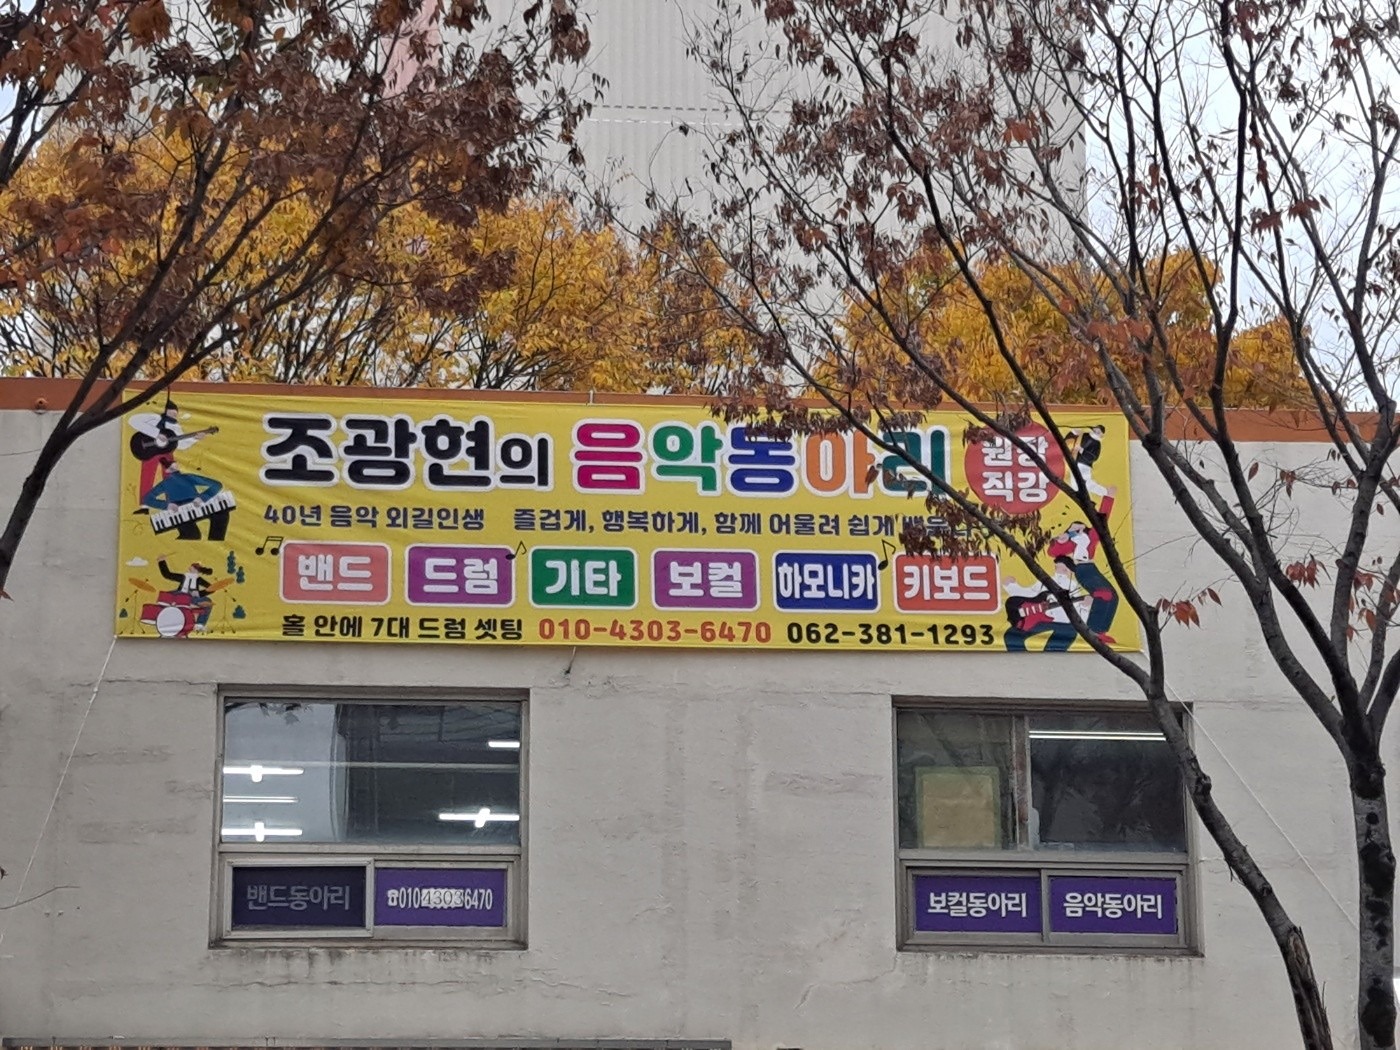 조광현의 음악동아리
원장
직강
40년 음악 외길인생 즐겁게, 행복하게, 함께 어울려 쉽게
밴드 드럼 기타 보컬 하모니카 키보드
홀 안에 7대 드럼 셋팅 010-4303-6470 062-381-1293
밴드동아리 ☎010 4303 6470
보컬동아리 음악동아리